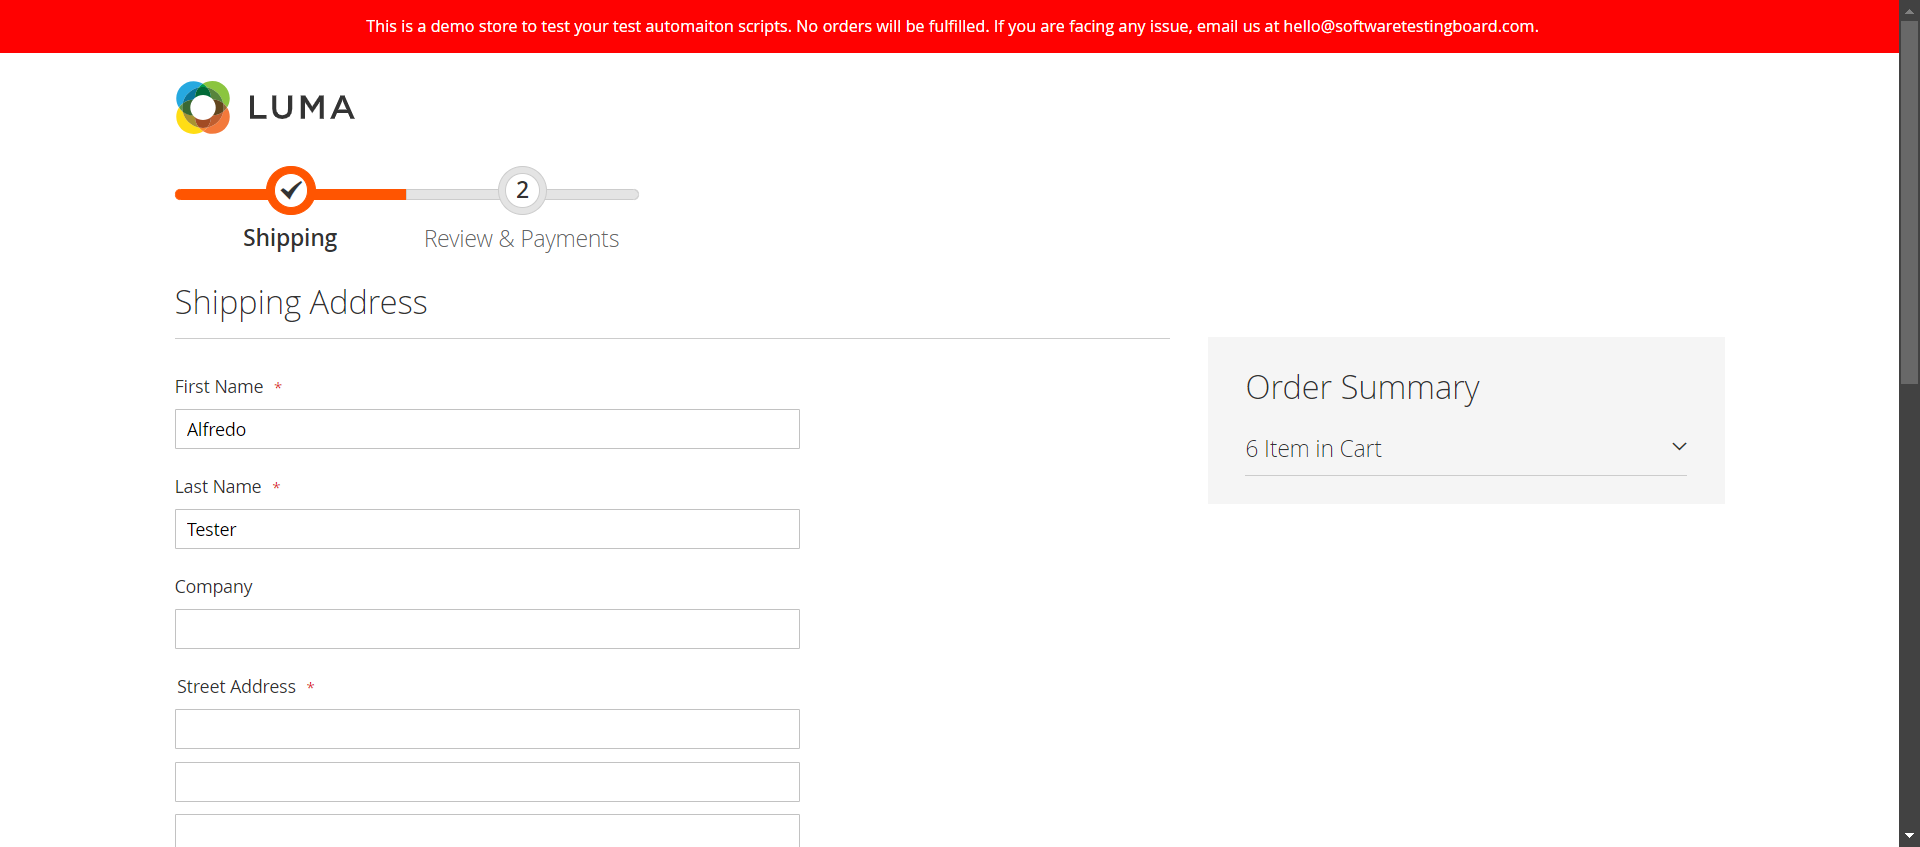 This is a demo store to test your test automaiton scripts. No orders will be fulfilled. If you are facing any issue, email us at hello@softwaretestingboard.com.
LUMA
2
Shipping
Review & Payments
Shipping Address
First Name *
Alfredo
Last Name *
Tester
Company
Street Address *
Order Summary
6 Item in Cart